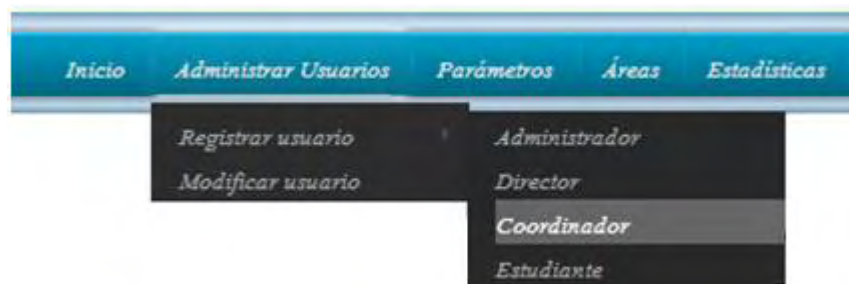 Inicio Administrar Usuarios Parámetros Áreas Estadísticas
Registrar usuario
Modificar usuario
Administrador
Director
Coordinador
Estudiante